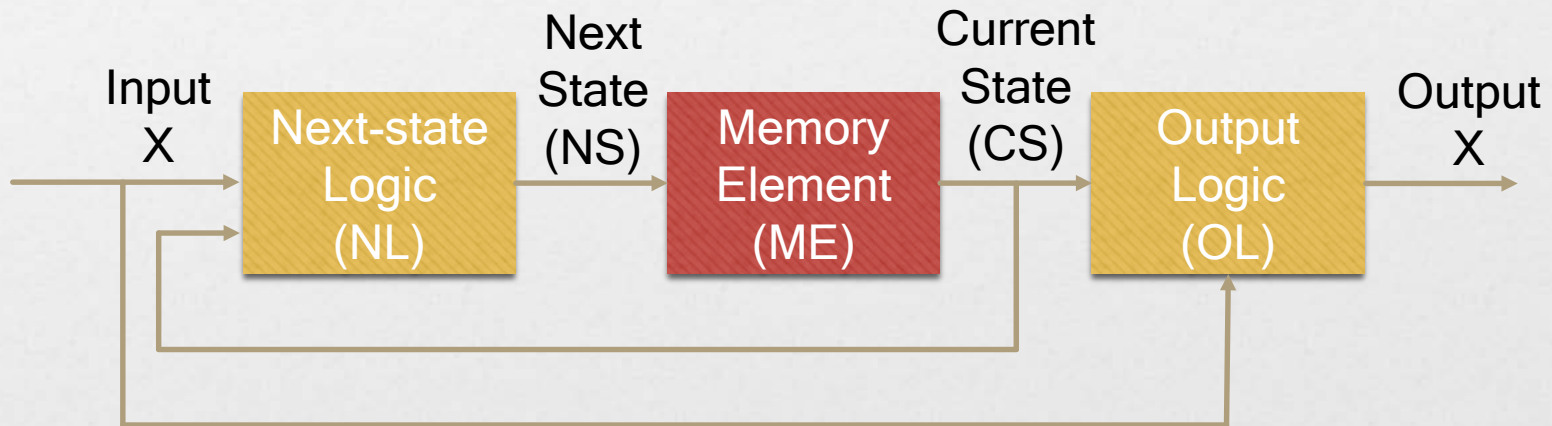 Input
X
Next-state
Logic
(NL)
Next
State
(NS)
Memory
Element
(ME)
Current
State
(CS)
Output
Logic
(OL)
Output
X